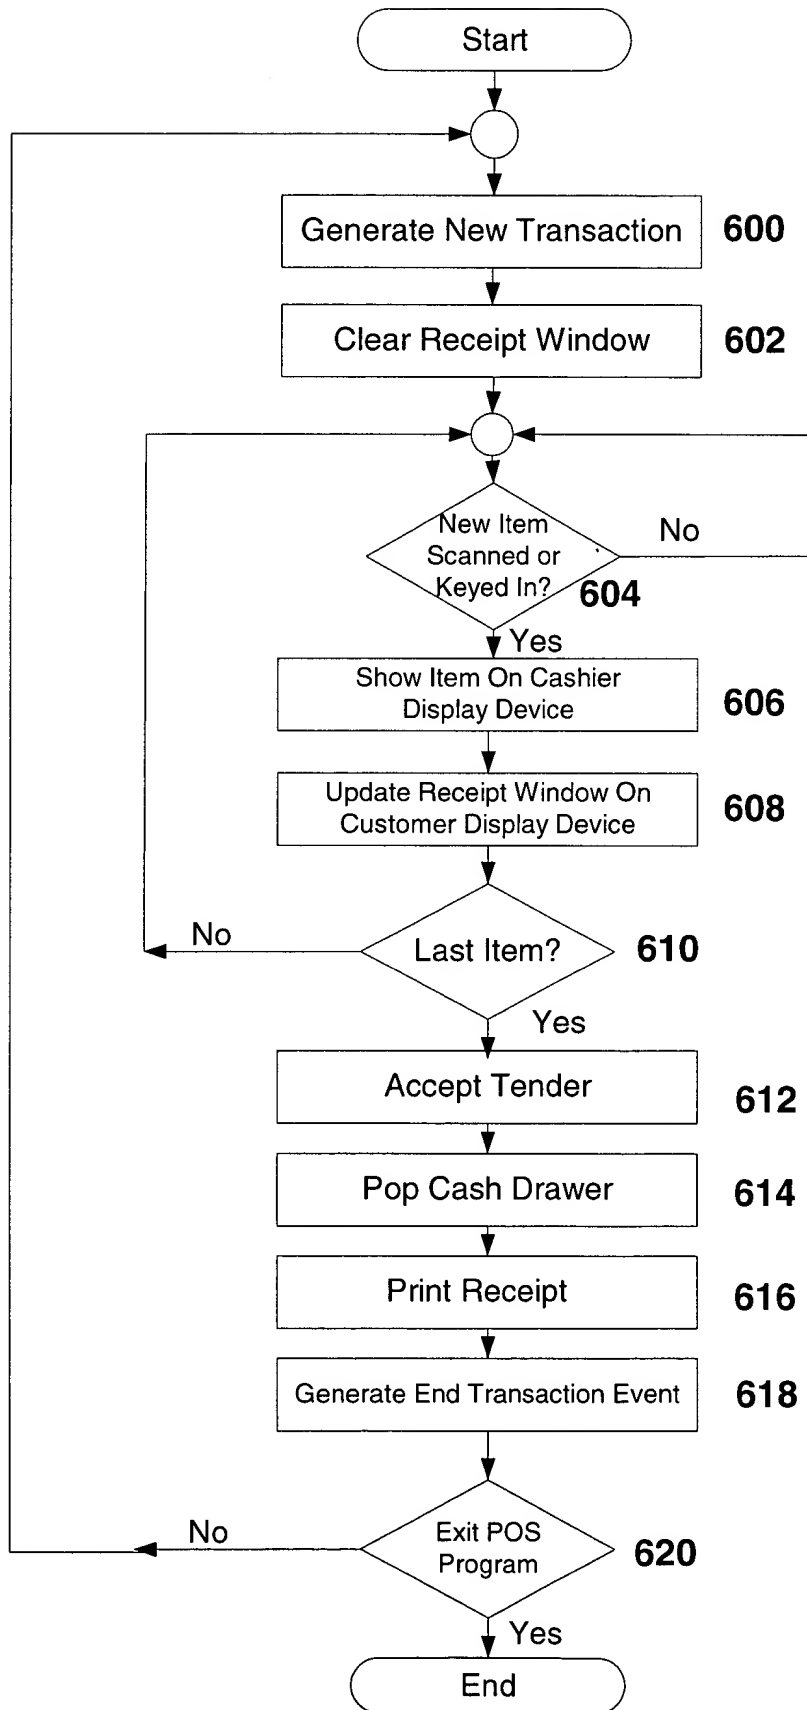 Start
Generate New Transaction
600
Clear Receipt Window
602
New Item
Scanned or
Keyed In?
604
No
Yes
Show Item On Cashier
Display Device
606
Update Receipt Window On
Customer Display Device
608
No
Last Item?
610
Yes
Accept Tender
612
Pop Cash Drawer
614
Print Receipt
616
Generate End Transaction Event
618
No
Exit POS
Program
620
Yes
End